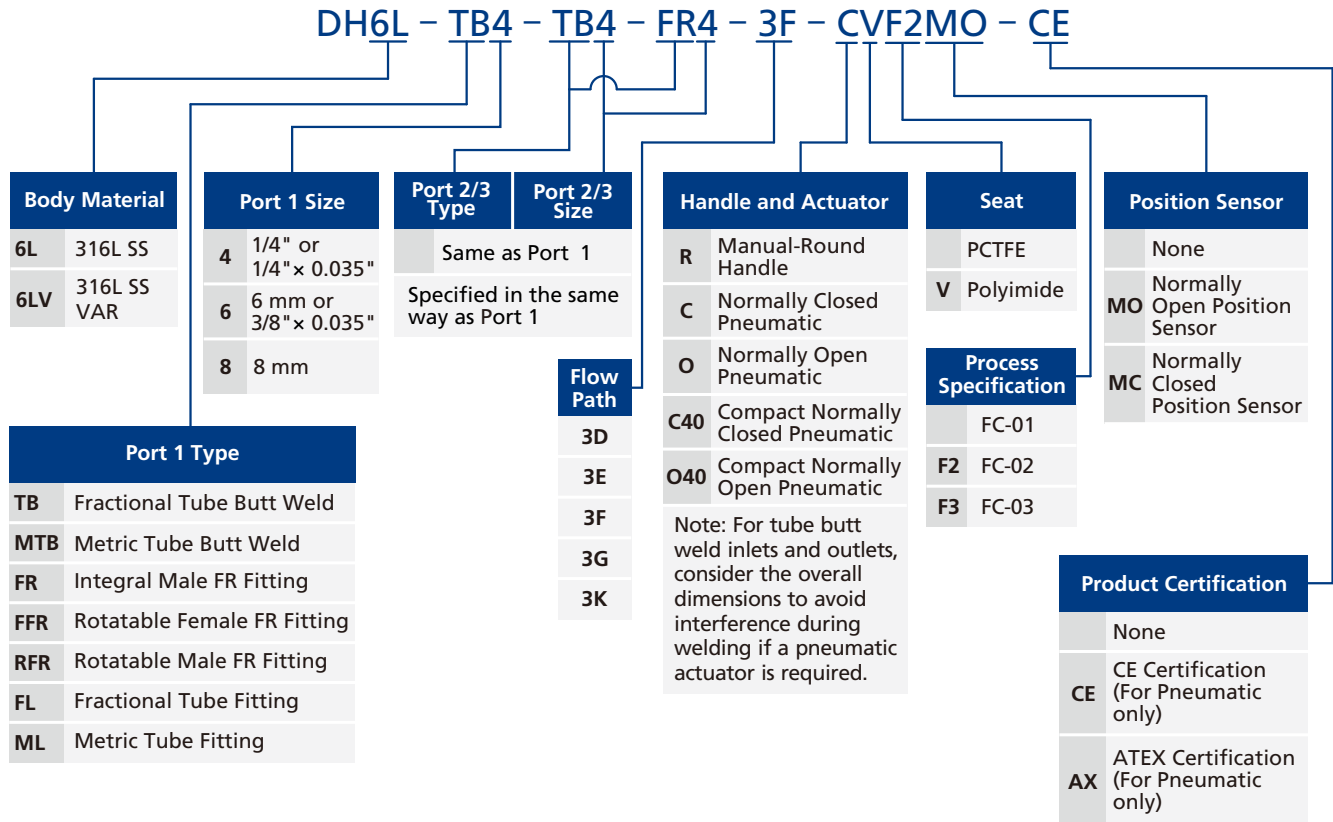 DH6L – TB4 – TB4 – FR4 – 3F – CVF2MO – CE
Body Material
6L 316L SS
6LV 316L SS
VAR
Port 1 Size
4 1/4" or
1/4"× 0.035"
6 6 mm or
3/8"× 0.035"
8 8 mm
Port 2/3
Type
Port 2/3
Size
Same as Port 1
Specified in the same
way as Port 1
Flow
Path
3D
3E
3F
3G
3K
Handle and Actuator
R Manual-Round
Handle
C Normally Closed
Pneumatic
O Normally Open
Pneumatic
C40 Compact Normally
Closed Pneumatic
O40 Compact Normally
Open Pneumatic
Note: For tube butt
weld inlets and outlets,
consider the overall
dimensions to avoid
interference during
welding if a pneumatic
actuator is required.
Seat
PCTFE
V Polyimide
Process
Specification
FC-01
F2 FC-02
F3 FC-03
Position Sensor
None
MO Normally
Open Position
Sensor
MC Normally
Closed
Position Sensor
Port 1 Type
TB Fractional Tube Butt Weld
MTB Metric Tube Butt Weld
FR Integral Male FR Fitting
FFR Rotatable Female FR Fitting
RFR Rotatable Male FR Fitting
FL Fractional Tube Fitting
ML Metric Tube Fitting
Product Certification
None
CE CE Certification
(For Pneumatic
only)
AX ATEX Certification
(For Pneumatic
only)